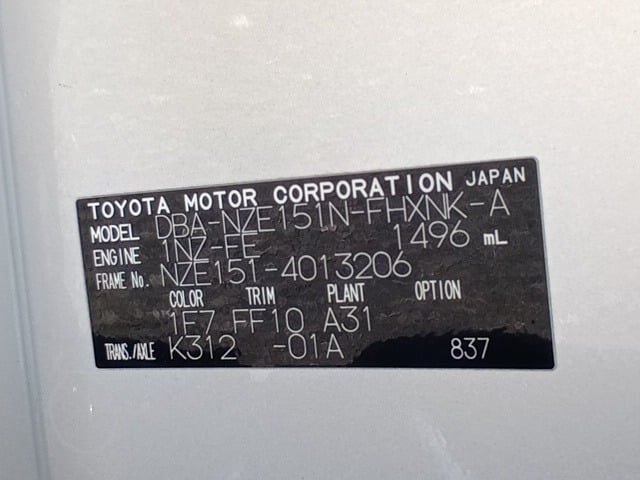 TOYOTA MOTOR CORPORATION JAPAN
MODEL DBA-NZE151N-FHXNK-A
ENGINE 1NZ-FE 1496 mL
FRAME No. NZE151-4013206
COLOR TRIM PLANT OPTION
1F7 FF10 A31
TRANS./AXLE K312 -01A 837